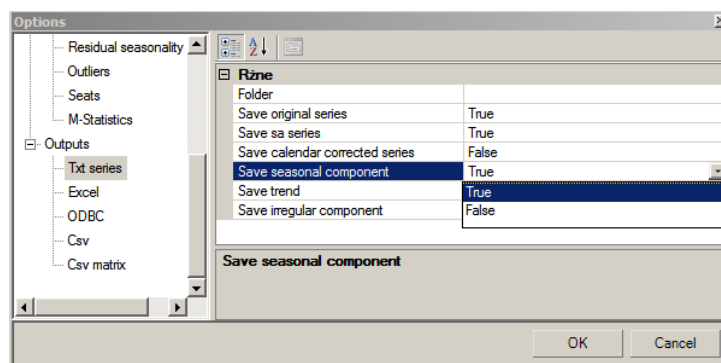 Options
Residual seasonality
Outliers
Seats
M-Statistics
Outputs
Txt series
Excel
ODBC
Csv
Csv matrix
Ržne
Folder
Save original series True
Save sa series True
Save calendar corrected series False
Save seasonal component True
Save trend True
Save irregular component False
Save seasonal component
OK Cancel